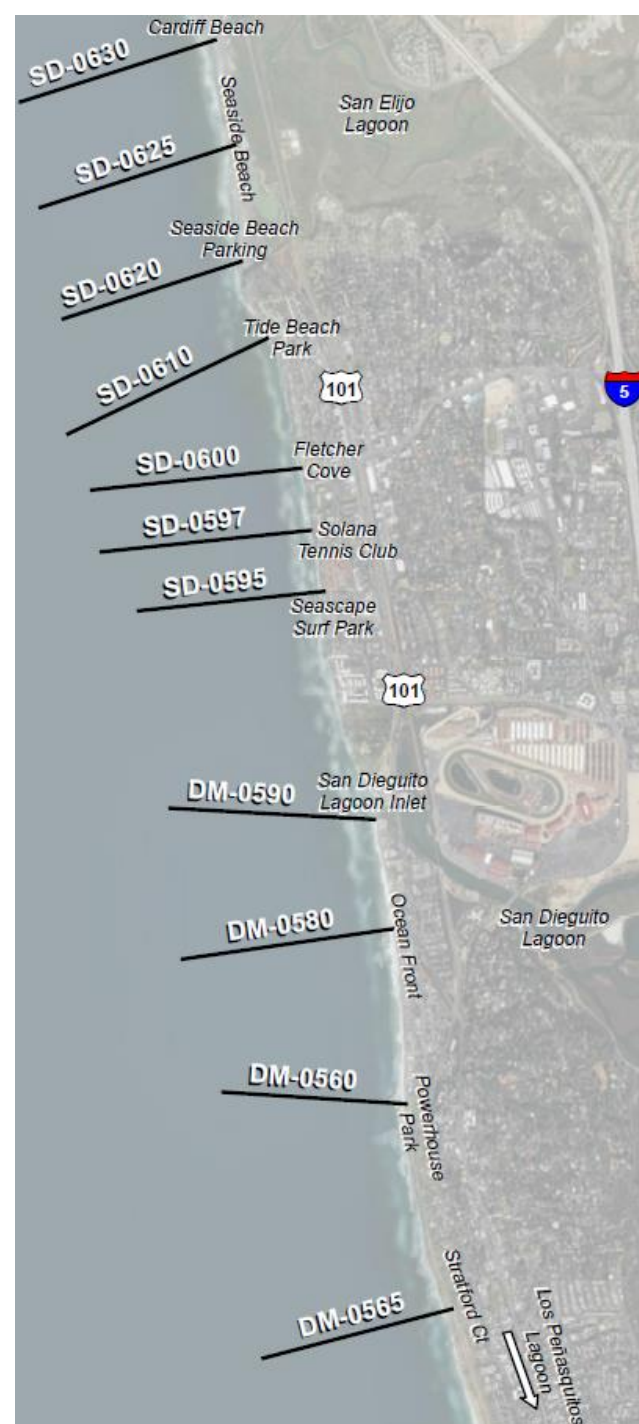 Cardiff Beach
SD-0630
Seaside Beach
San Elijo
Lagoon
SD-0625
Seaside Beach
Parking
SD-0620
Tide Beach
Park
SD-0610
101
5
Fletcher
Cove
SD-0600
SD-0597
Solana
Tennis Club
SD-0595
Seascape
Surf Park
101
DM-0590
San Dieguito
Lagoon Inlet
Ocean Front
DM-0580
San Dieguito
Lagoon
DM-0560
Powerhouse
Park
Stratford Ct
DM-0565
Los Peñasquitos
Lagoon